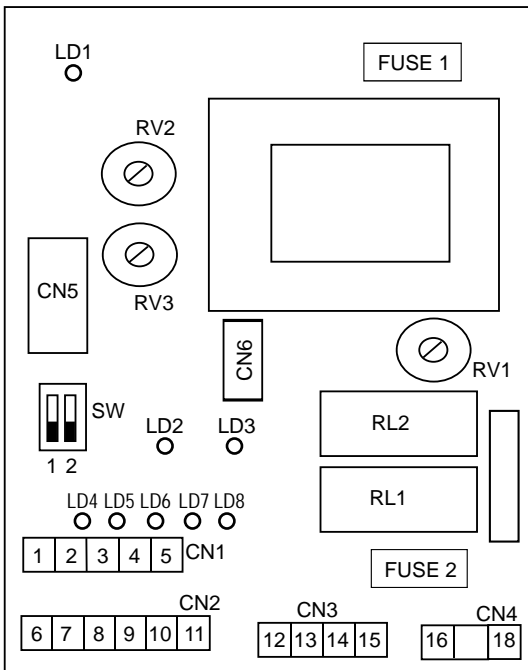 LD1
FUSE 1
RV2
RV3
CN5
CN6
RV1
SW
1 2
LD2 LD3
RL2
RL1
LD4 LD5 LD6 LD7 LD8
1 2 3 4 5 CN1
FUSE 2
CN2
6 7 8 9 10 11
CN3
12 13 14 15
CN4
16 18